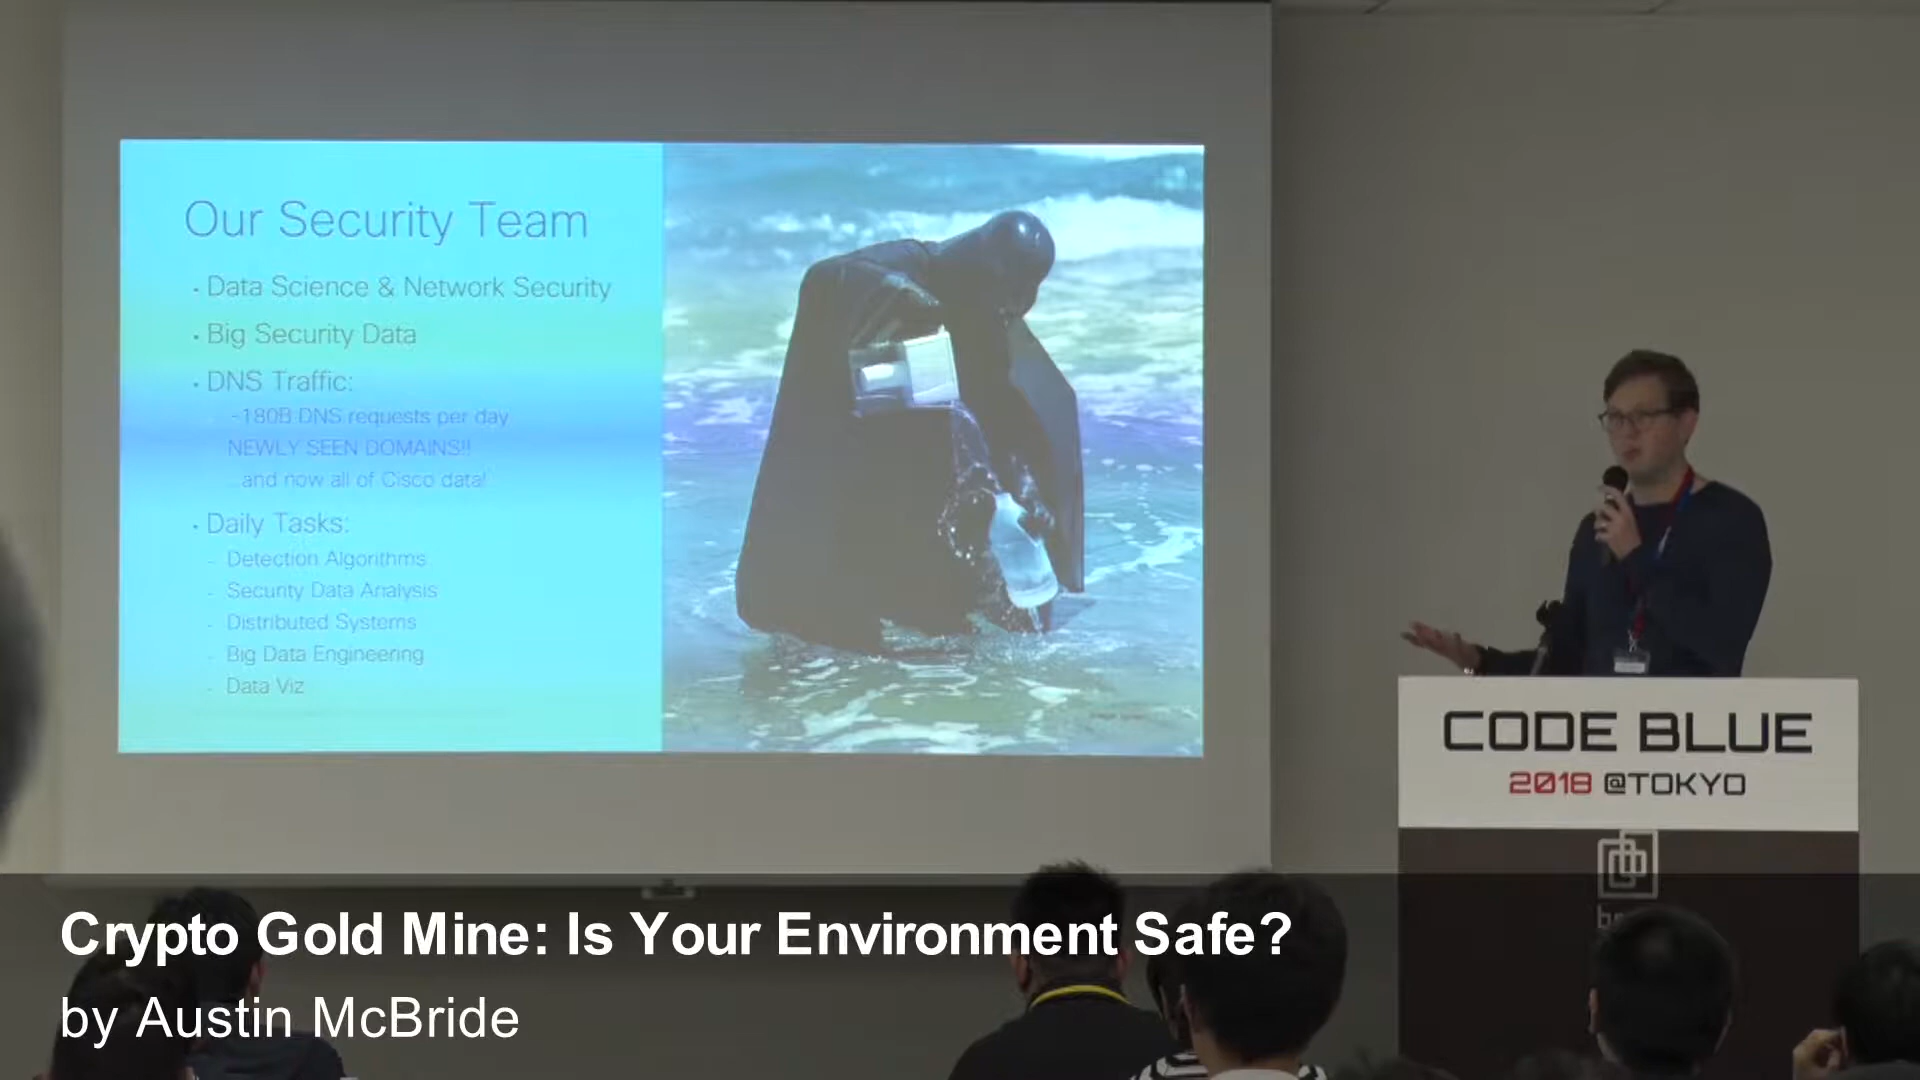 Our Security Team
· Data Science & Network Security
· Big Security Data
· DNS Traffic:
~180B DNS requests per day
NEWLY SEEN DOMAINS!!
...and now all of Cisco data!
· Daily Tasks:
- Detection Algorithms
- Security Data Analysis
- Distributed Systems
- Big Data Engineering
- Data Viz
CODE BLUE
2018 @TOKYO
Crypto Gold Mine: Is Your Environment Safe?
by Austin McBride